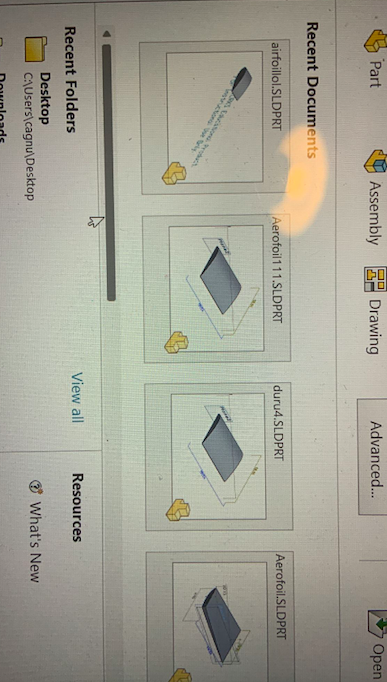 Part
Assembly
Drawing
Advanced...
Open
Recent Documents
airfoillol.SLDPRT
Aerofoil111.SLDPRT
duru4.SLDPRT
Aerofoil.SLDPRT
Recent Folders
View all
Desktop
C:\Users\cagnu\Desktop
Downloads
Resources
What's New